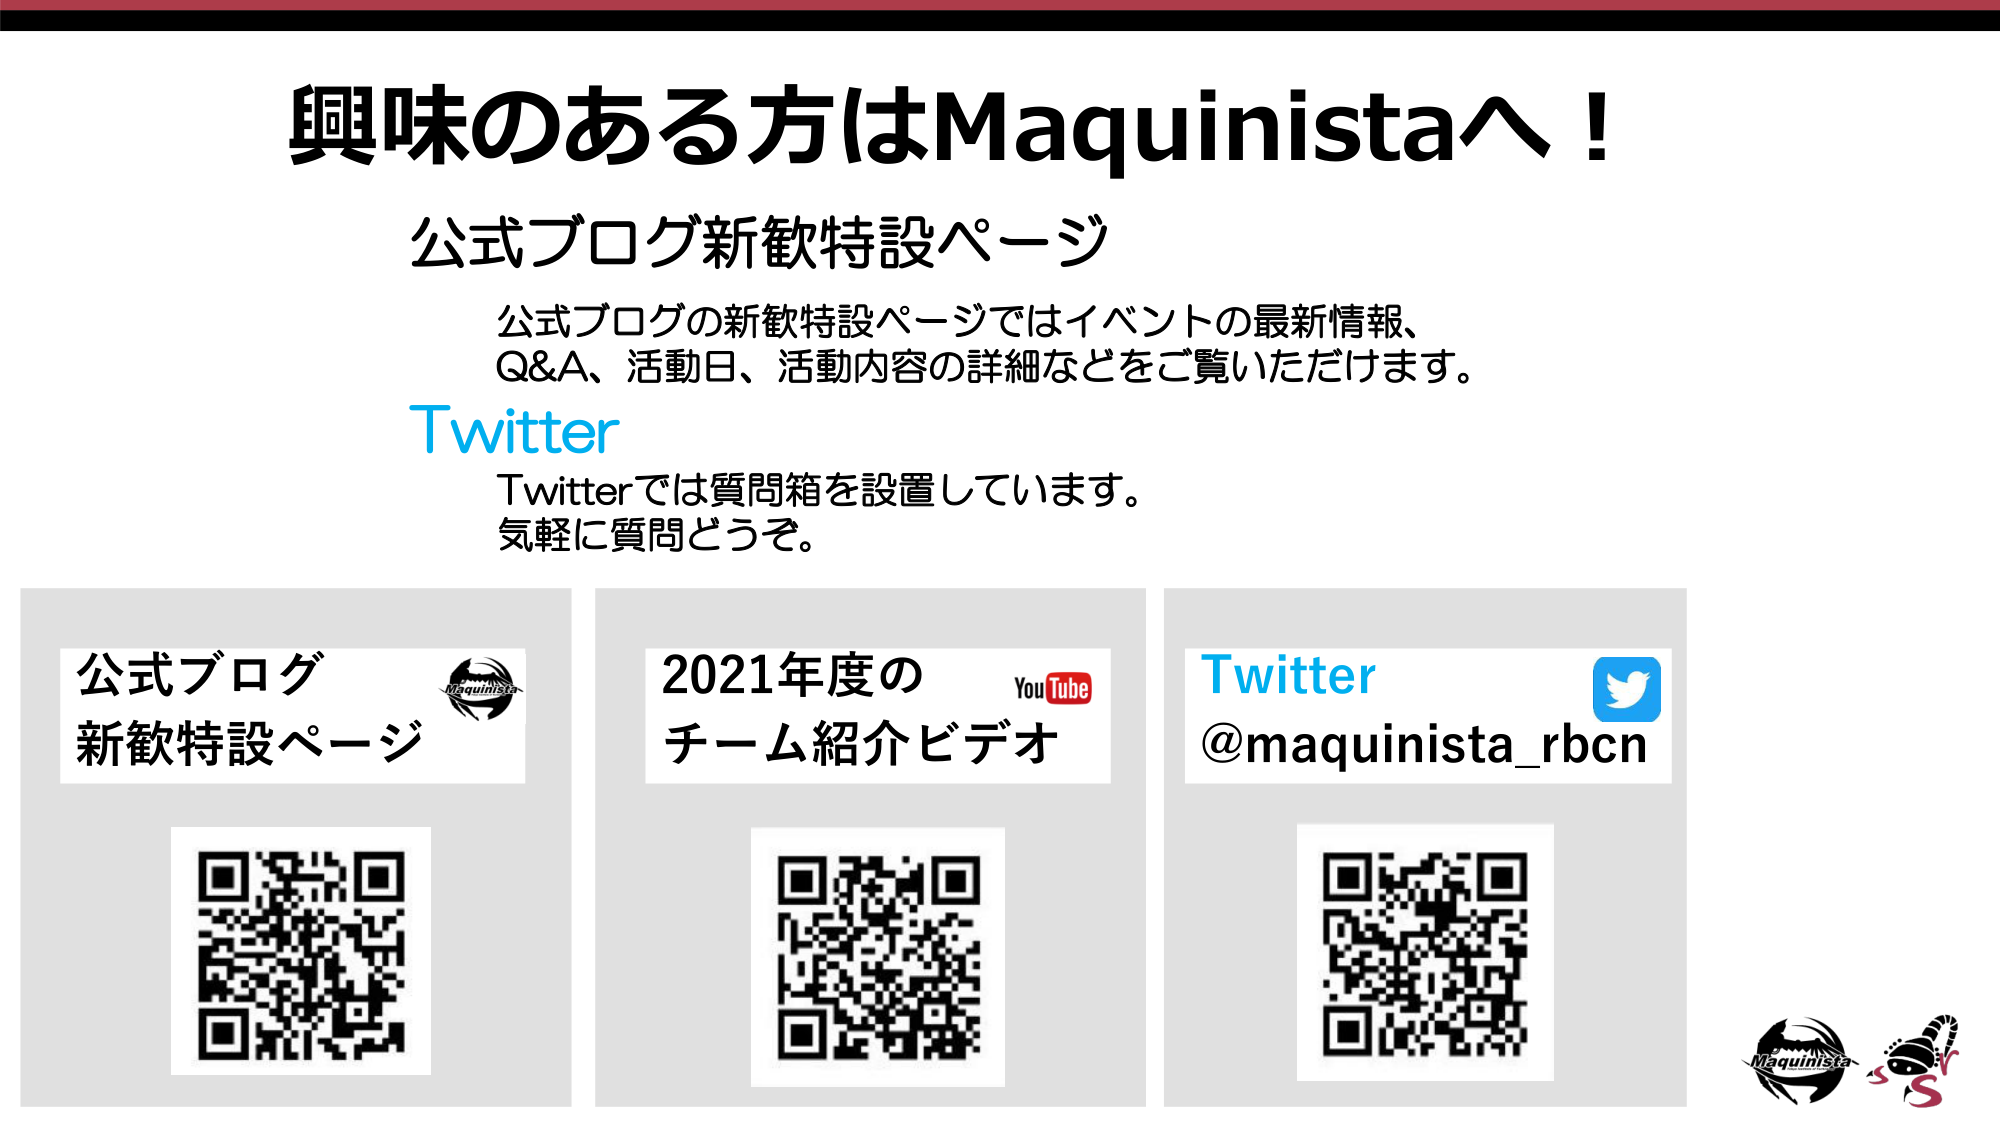 興味のある方はMaquinistaへ！
公式ブログ新歓特設ページ
公式ブログの新歓特設ページではイベントの最新情報、
Q&A、活動日、活動内容の詳細などをご覧いただけます。
Twitter
Twitterでは質問箱を設置しています。
気軽に質問どうぞ。
公式ブログ
新歓特設ページ
Maquinista
2021年度の
チーム紹介ビデオ
YouTube
Twitter
@maquinista_rbcn
Maquinista
s S r